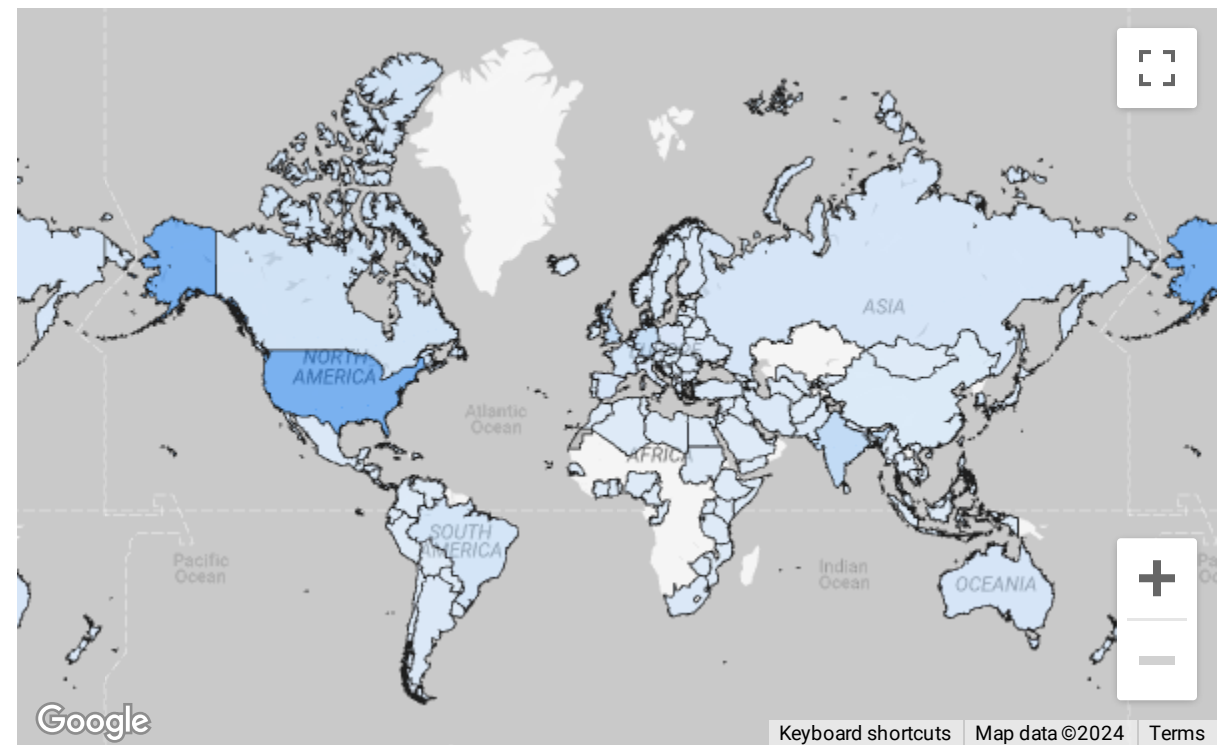 ASIA
NORTH
AMERICA
Atlantic
Ocean
AFRICA
SOUTH
AMERICA
Pacific
Ocean
Indian
Ocean
OCEANIA
Google
Keyboard shortcuts
Map data ©2024
Terms